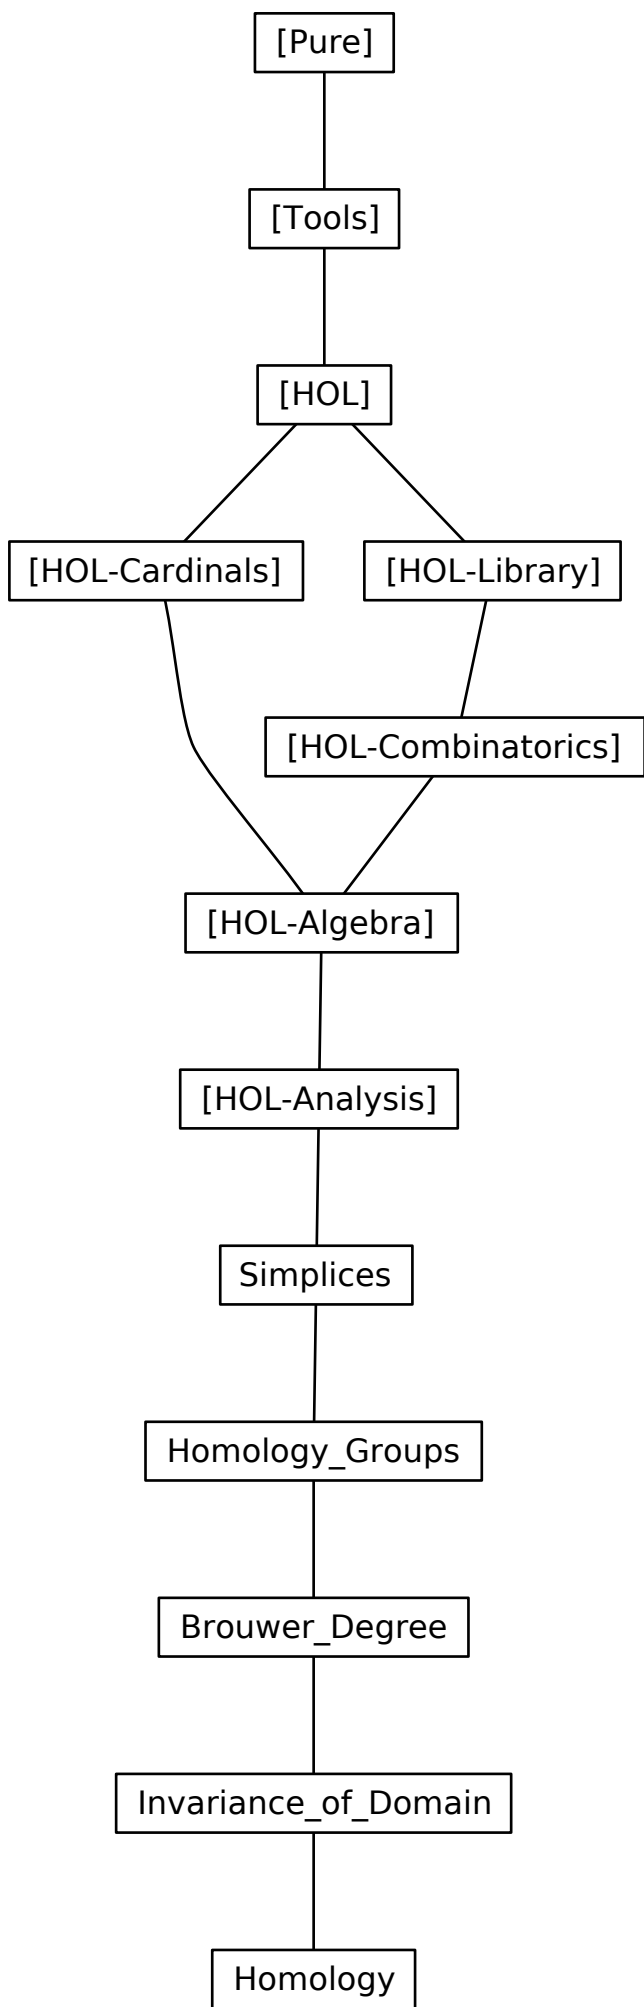 [Pure]
[Tools]
[HOL]
[HOL-Cardinals]
[HOL-Library]
[HOL-Combinatorics]
[HOL-Algebra]
[HOL-Analysis]
Simplices
Homology_Groups
Brouwer_Degree
Invariance_of_Domain
Homology